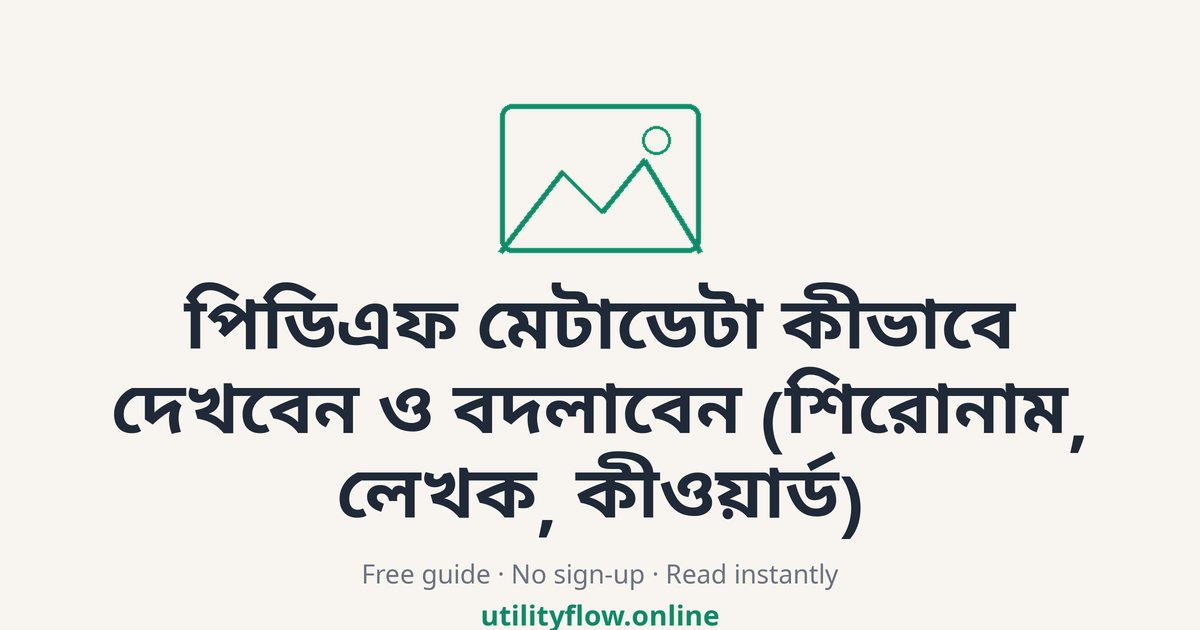 পিডিএফ মেটাডেটা কীভাবে
দেখবেন ও বদলাবেন (শিরোনাম,
লেখক, কীওয়ার্ড)
Free guide · No sign-up · Read instantly
utilityflow.online